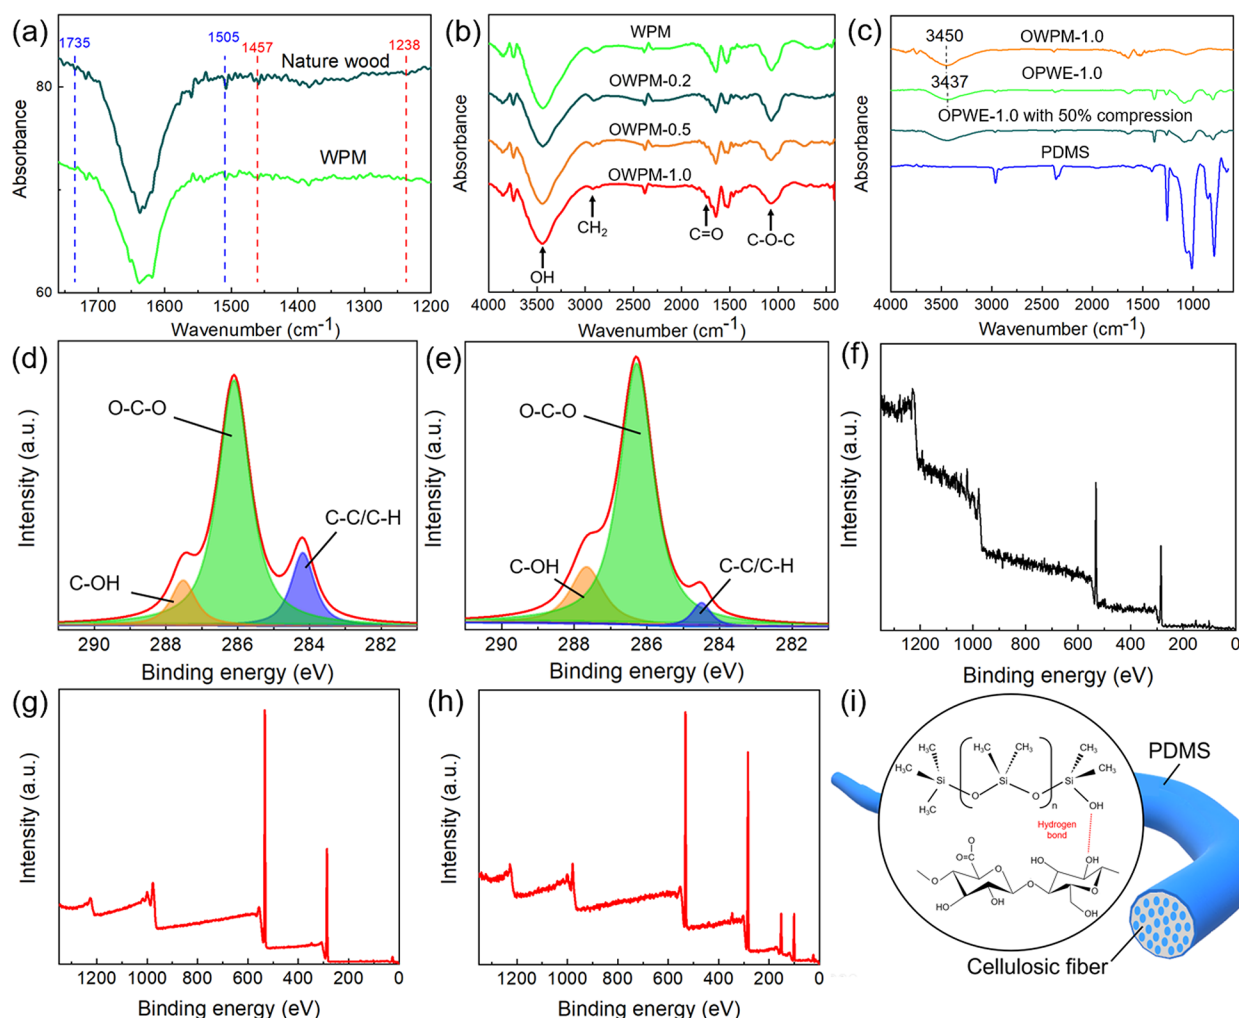 (a)
1735
1505
1457
1238
Nature wood
WPM
80
60
Absorbance
1700 1600 1500 1400 1300 1200
Wavenumber (cm⁻¹)
(b)
WPM
OWPM-0.2
OWPM-0.5
OWPM-1.0
CH₂
C=O
C-O-C
OH
Absorbance
4000 3500 3000 2500 2000 1500 1000 500
Wavenumber (cm⁻¹)
(c)
3450
OWPM-1.0
3437
OPWE-1.0
OPWE-1.0 with 50% compression
PDMS
Absorbance
4000 3000 2000 1000
Wavenumber (cm⁻¹)
(d)
O-C-O
C-C/C-H
C-OH
Intensity (a.u.)
290 288 286 284 282
Binding energy (eV)
(e)
O-C-O
C-OH
C-C/C-H
Intensity (a.u.)
290 288 286 284 282
Binding energy (eV)
(f)
Intensity (a.u.)
1200 1000 800 600 400 200 0
Binding energy (eV)
(g)
Intensity (a.u.)
1200 1000 800 600 400 200 0
Binding energy (eV)
(h)
Intensity (a.u.)
1200 1000 800 600 400 200 0
Binding energy (eV)
(i)
PDMS
H₃C
CH₃
CH₃
CH₃
CH₃
H₃C
Si
Si
Si
CH₃
H₃C
O
O
n
OH
Hydrogen
bond
O
O
O
HO
OH
O
HO
OH
O
HO
OH
O
O
Cellulosic fiber